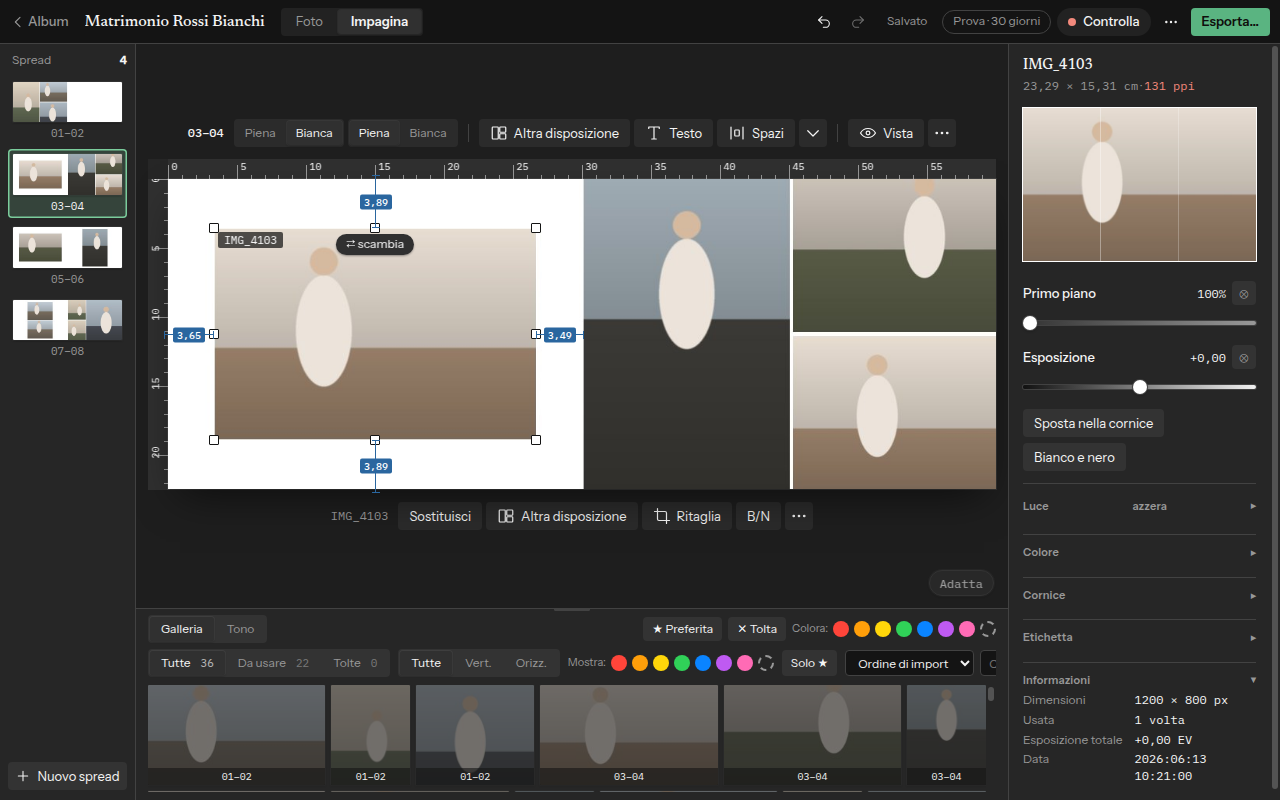 Album
Matrimonio Rossi Bianchi
Foto
Impagina
Salvato
Prova·30 giorni
Controlla
Esporta…
Spread 4
01–02
03–04
05–06
07–08
Nuovo spread
03–04
Piena
Bianca
Piena
Bianca
Altra disposizione
Testo
Spazi
Vista
0 5 10 15 20 25 30 35 40 45 50 55
0
5
10
15
20
3,89
IMG_4103
scambia
3,65
3,49
3,89
IMG_4103
Sostituisci
Altra disposizione
Ritaglia
B/N
Adatta
Galleria
Tono
★ Preferita
✕ Tolta
Colora:
Tutte 36
Da usare 22
Tolte 0
Tutte
Vert.
Orizz.
Mostra:
Solo ★
Ordine di import
01–02
01–02
01–02
03–04
03–04
03–04
IMG_4103
23,29 × 15,31 cm·131 ppi
Primo piano 100%
Esposizione +0,00
Sposta nella cornice
Bianco e nero
Luce azzera
Colore
Cornice
Etichetta
Informazioni
Dimensioni 1200 × 800 px
Usata 1 volta
Esposizione totale +0,00 EV
Data 2026:06:13
10:21:00